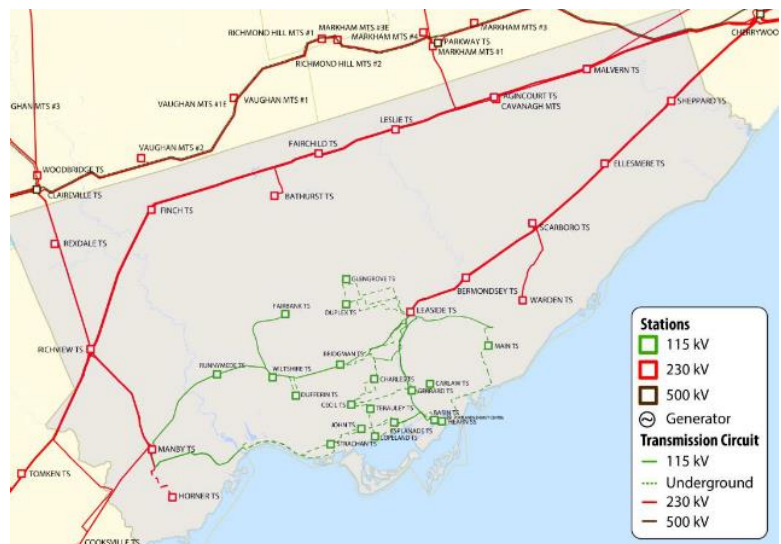 RICHMOND HILL MTS #1
MARKHAM MTS #3E
MARKHAM MTS #4
MARKHAM MTS #3
PARKWAY TS
MARKHAM MTS #1
RICHMOND HILL MTS #2
CHERRYWOO
MALVERN TS
AGINCOURT TS
CAVANAGH MTS
SHEPPARD TS
VAUGHAN MTS #1E
VAUGHAN MTS #1
GHAN MTS #3
LESLIE TS
VAUGHAN MTS #2
FAIRCHILD TS
ELLESMERE TS
WOODBRIDGE TS
CLAIREVILLE TS
BATHURST TS
FINCH TS
SCARBORO TS
REXDALE TS
GLENGROVE TS
BERMONDSEY TS
WARDEN TS
DUPLEX TS
FAIRBANK TS
LEASIDE TS
RICHVIEW TS
MAIN TS
BRIDGMAN TS
RUNNYMEDE TS
WILTSHIRE TS
CHARLES TS
CARLAW TS
GERRARD TS
DUFFERIN TS
CECIL TS
TERAULEY TS
BASIN TS
HEARN SS
JOHN TS
ESPLANADE TS
COPELAND TS
STRACHAN TS
MANBY TS
TOMKEN TS
HORNER TS
COOKSVILLE TS
Stations
115 kV
230 kV
500 kV
Generator
Transmission Circuit
115 kV
Underground
230 kV
500 kV